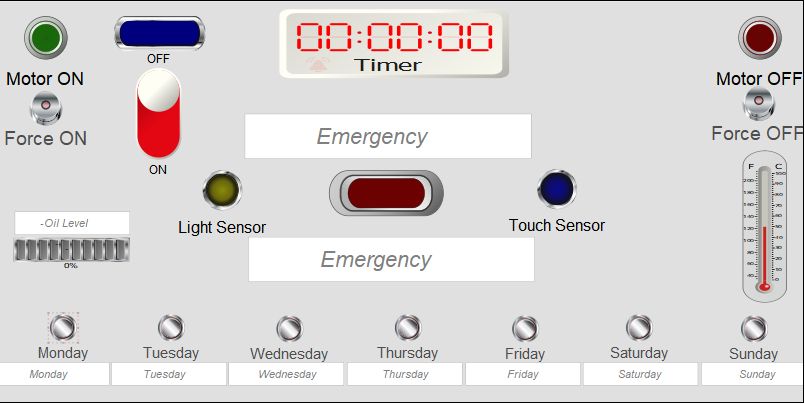 00:00:00
Timer
OFF
Motor ON
Motor OFF
Force ON
Force OFF
ON
Emergency
F C
Light Sensor
Touch Sensor
-Oil Level
0%
Emergency
Monday Tuesday Wednesday Thursday Friday Saturday Sunday
Monday Tuesday Wednesday Thursday Friday Saturday Sunday